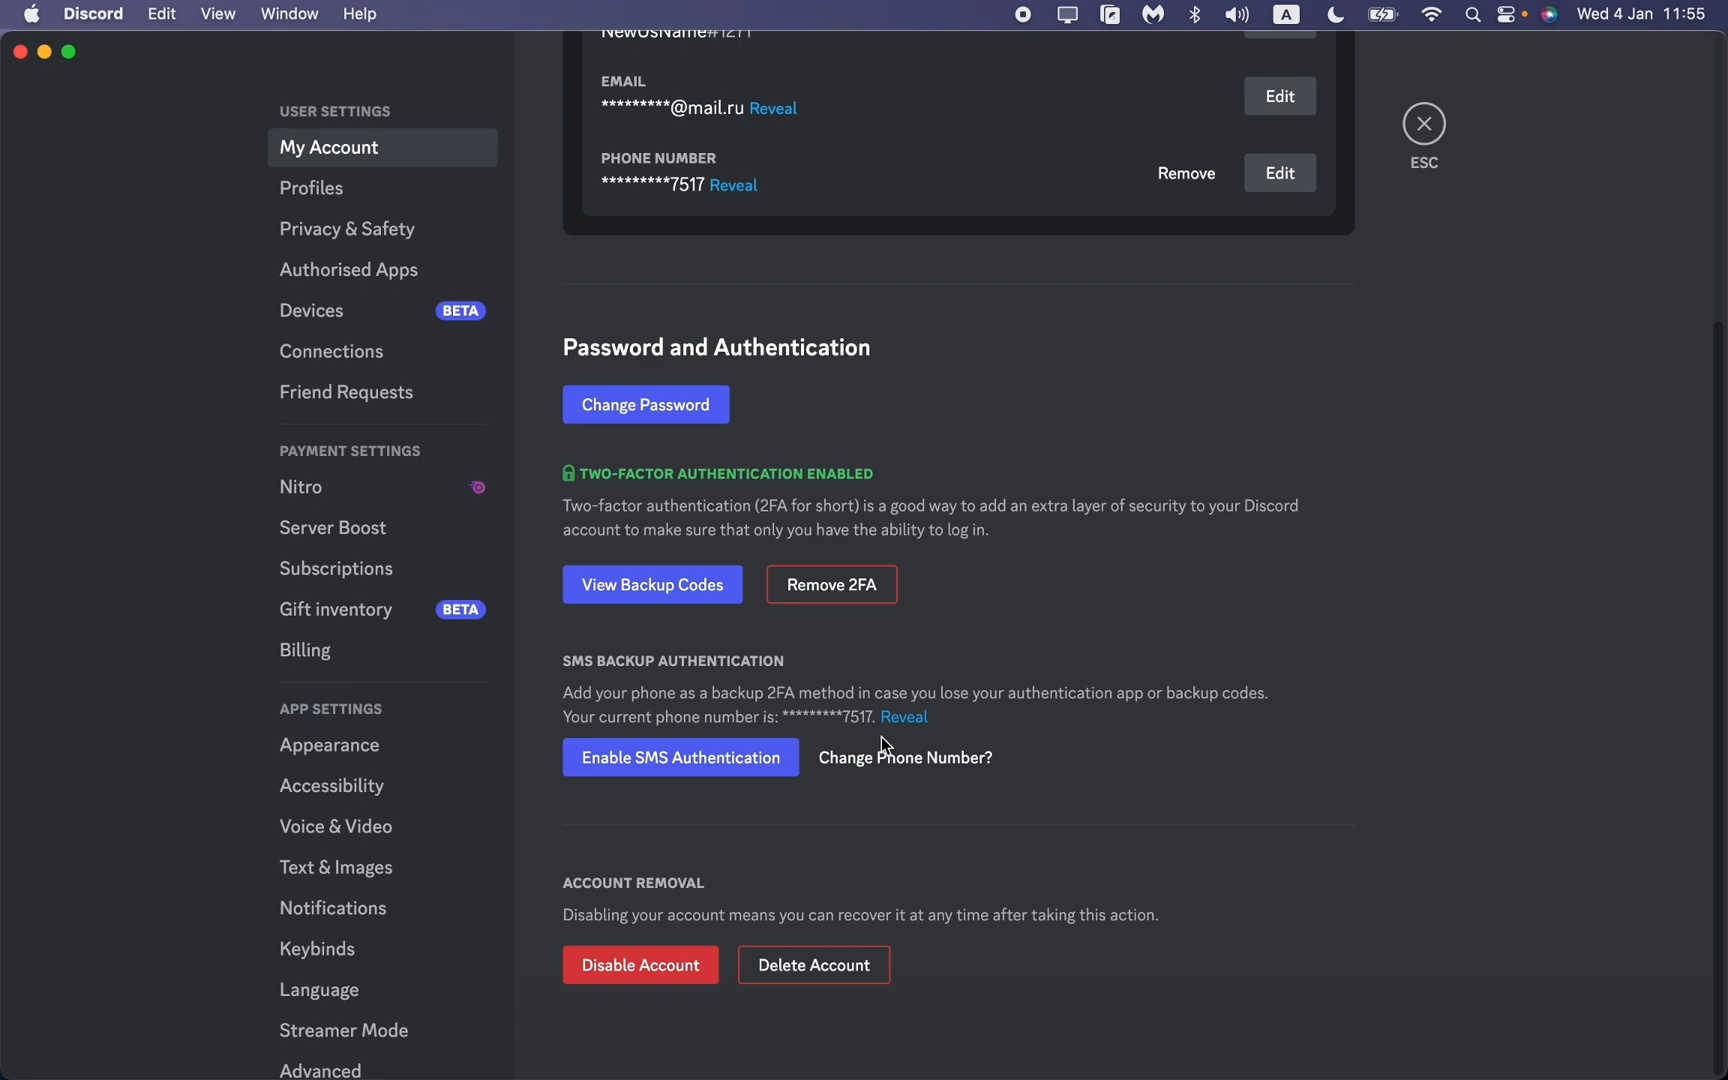 Discord Edit View Window Help A Wed 4 Jan 11:55
NewUsName#1271
EMAIL
*********@mail.ru Reveal
Edit
PHONE NUMBER
*********7517 Reveal
Remove Edit
ESC
USER SETTINGS
My Account
Profiles
Privacy & Safety
Authorised Apps
Devices BETA
Connections
Friend Requests
PAYMENT SETTINGS
Nitro
Server Boost
Subscriptions
Gift inventory BETA
Billing
APP SETTINGS
Appearance
Accessibility
Voice & Video
Text & Images
Notifications
Keybinds
Language
Streamer Mode
Advanced
Password and Authentication
Change Password
TWO-FACTOR AUTHENTICATION ENABLED
Two-factor authentication (2FA for short) is a good way to add an extra layer of security to your Discord
account to make sure that only you have the ability to log in.
View Backup Codes Remove 2FA
SMS BACKUP AUTHENTICATION
Add your phone as a backup 2FA method in case you lose your authentication app or backup codes.
Your current phone number is: *********7517. Reveal
Enable SMS Authentication Change Phone Number?
ACCOUNT REMOVAL
Disabling your account means you can recover it at any time after taking this action.
Disable Account Delete Account